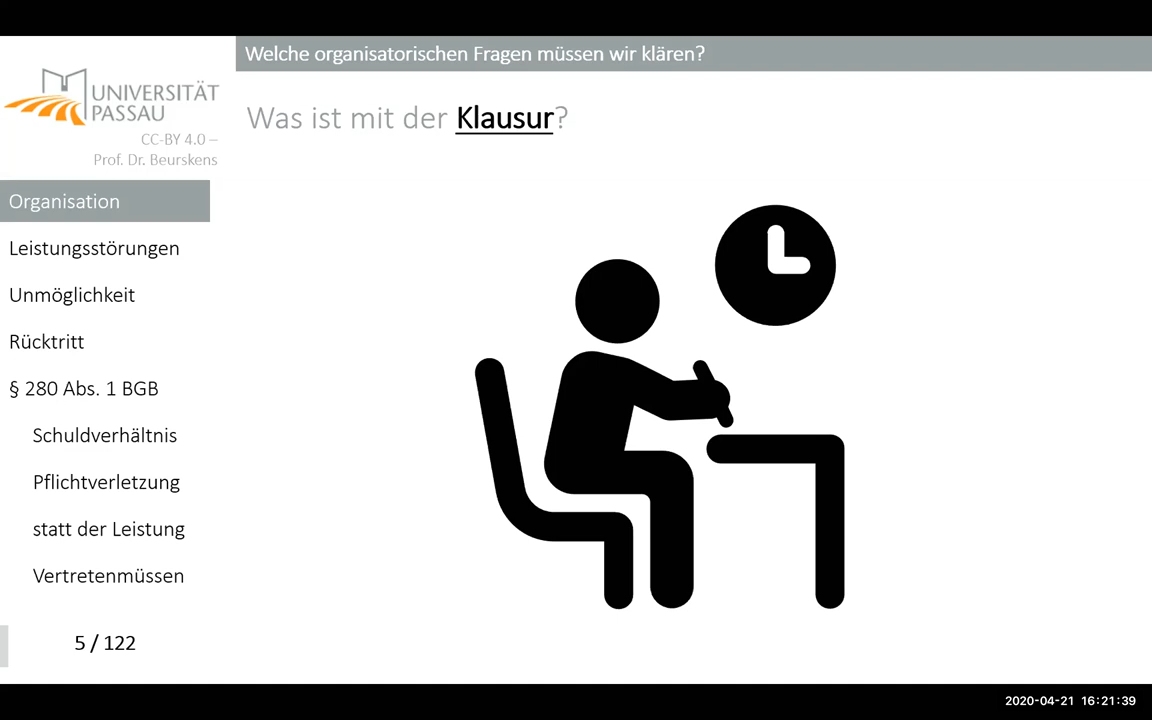 Welche organisatorischen Fragen müssen wir klären?
UNIVERSITÄT
PASSAU
CC-BY 4.0 –
Prof. Dr. Beurskens
Was ist mit der Klausur?
Organisation
Leistungsstörungen
Unmöglichkeit
Rücktritt
§ 280 Abs. 1 BGB
Schuldverhältnis
Pflichtverletzung
statt der Leistung
Vertretenmüssen
5 / 122
2020-04-21 16:21:39